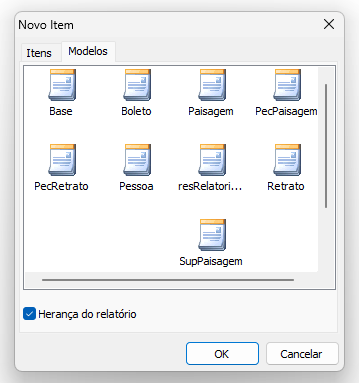 Novo Item
Itens Modelos
Base Boleto Paisagem PecPaisagem
PecRetrato Pessoa resRelatori... Retrato
SupPaisagem
Herança do relatório
OK Cancelar